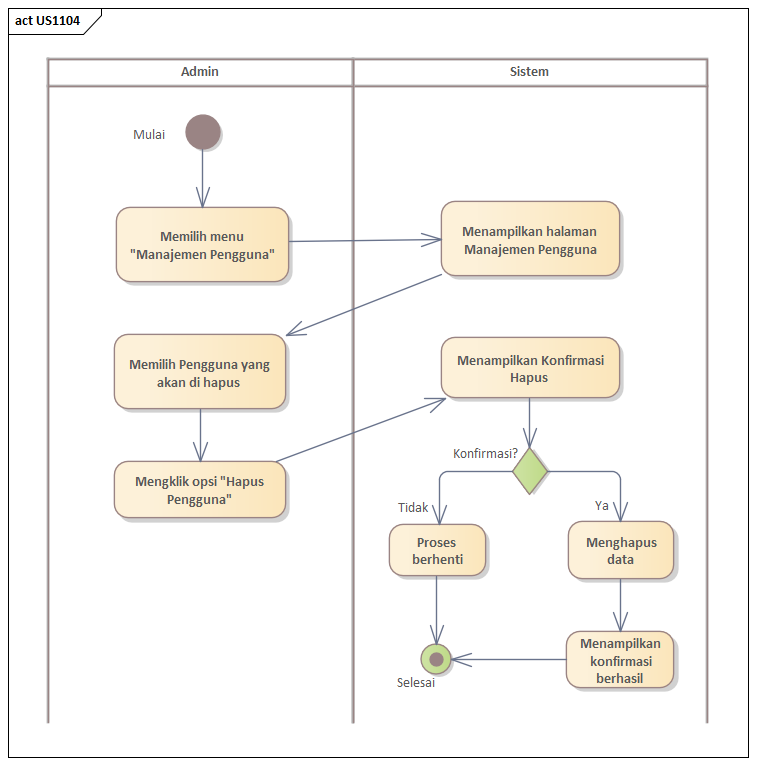 act US1104
Admin
Sistem
Mulai
Memilih menu
"Manajemen Pengguna"
Menampilkan halaman
Manajemen Pengguna
Memilih Pengguna yang
akan di hapus
Mengklik opsi "Hapus
Pengguna"
Menampilkan Konfirmasi
Hapus
Konfirmasi?
Tidak
Ya
Proses
berhenti
Menghapus
data
Menampilkan
konfirmasi
berhasil
Selesai